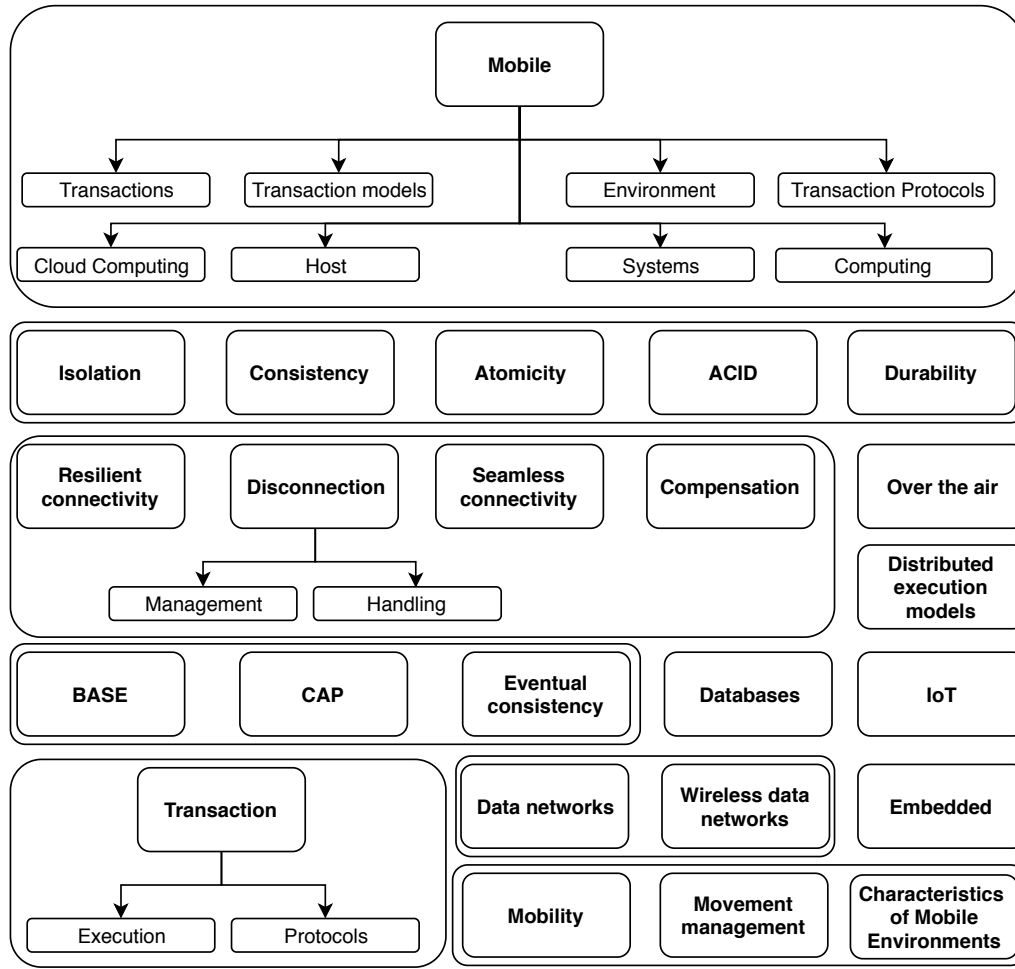 Mobile
Transactions
Transaction models
Environment
Transaction Protocols
Cloud Computing
Host
Systems
Computing
Isolation
Consistency
Atomicity
ACID
Durability
Resilient
connectivity
Disconnection
Seamless
connectivity
Compensation
Over the air
Management
Handling
Distributed
execution
models
BASE
CAP
Eventual
consistency
Databases
IoT
Transaction
Execution
Protocols
Data networks
Wireless data
networks
Embedded
Mobility
Movement
management
Characteristics
of Mobile
Environments